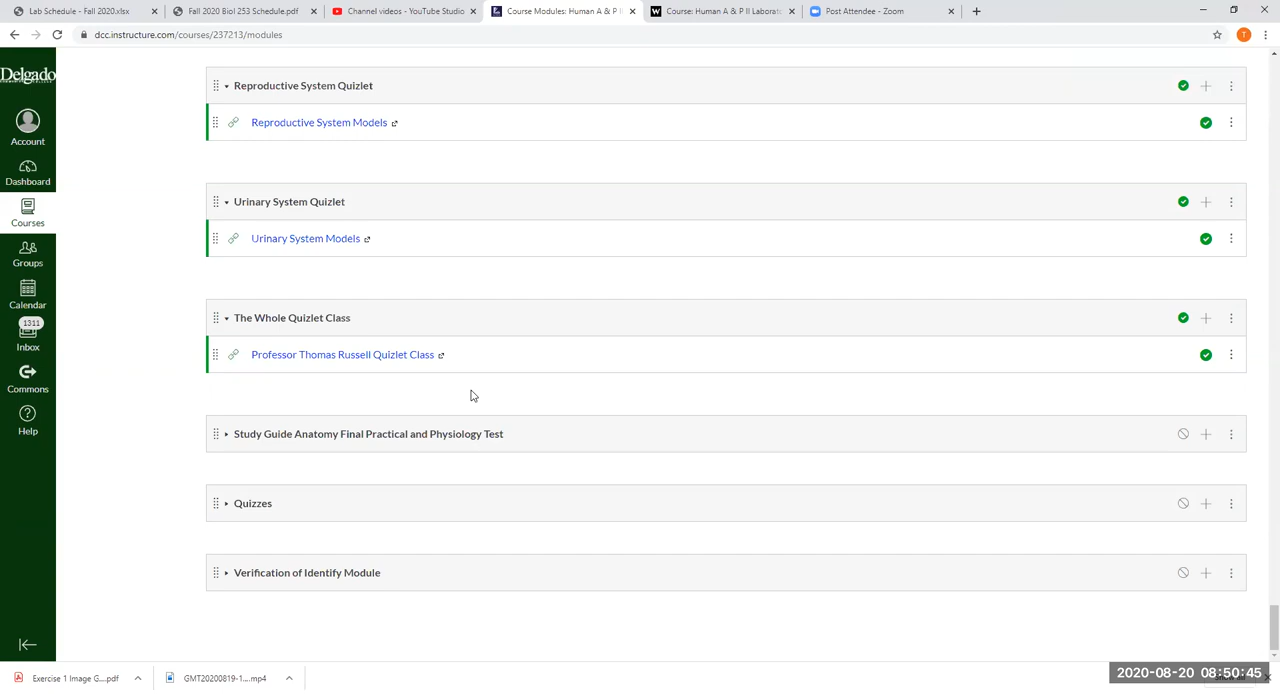 Lab Schedule - Fall 2020.xlsx
Fall 2020 Biol 253 Schedule.pdf
Channel videos - YouTube Studio
Course Modules: Human A & P II
Course: Human A & P II Laborato
Post Attendee - Zoom
dcc.instructure.com/courses/237213/modules
T
Delgado
Account
Dashboard
Courses
Groups
Calendar
1311
Inbox
Commons
Help
Reproductive System Quizlet
Reproductive System Models
Urinary System Quizlet
Urinary System Models
The Whole Quizlet Class
Professor Thomas Russell Quizlet Class
Study Guide Anatomy Final Practical and Physiology Test
Quizzes
Verification of Identify Module
Exercise 1 Image G....pdf
GMT20200819-1....mp4
2020-08-20 08:50:45